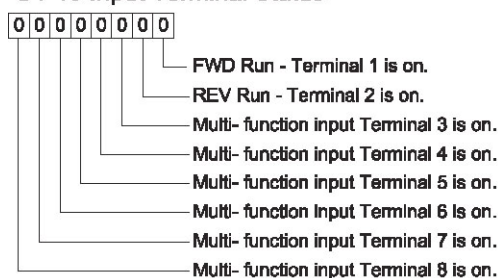 Input Terminal Status
0 0 0 0 0 0 0 0
FWD Run - Terminal 1 is on.
REV Run - Terminal 2 is on.
Multi- function input Terminal 3 is on.
Multi- function input Terminal 4 is on.
Multi- function input Terminal 5 is on.
Multi- function input Terminal 6 is on.
Multi- function input Terminal 7 is on.
Multi- function input Terminal 8 is on.